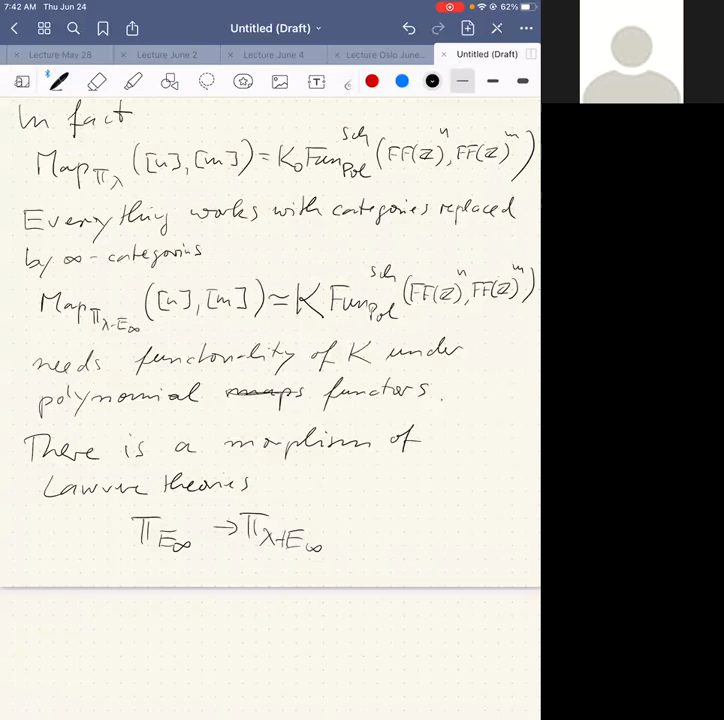 7:42 AM Thu Jun 24
62%
Untitled (Draft)
Lecture May 28.
Lecture June 2
Lecture June 4
Lecture Oslo June...
Untitled (Draft)
In fact
Map_{𝕋_λ} ([n], [m]) = K₀ Fun^{Sch}_{Pol} (FF(ℤ)^n, FF(ℤ)^m)
Everything works with categories replaced
by ∞-categories
Map_{𝕋_{λ-E∞}} ([n], [m]) ≃ K Fun^{Sch}_{Pol} (FF(ℤ)^n, FF(ℤ)^m)
needs functorality of K under
polynomial maps functors.
There is a morphism of
Lawvere theories
𝕋_{E∞} → 𝕋_{λ+E∞}